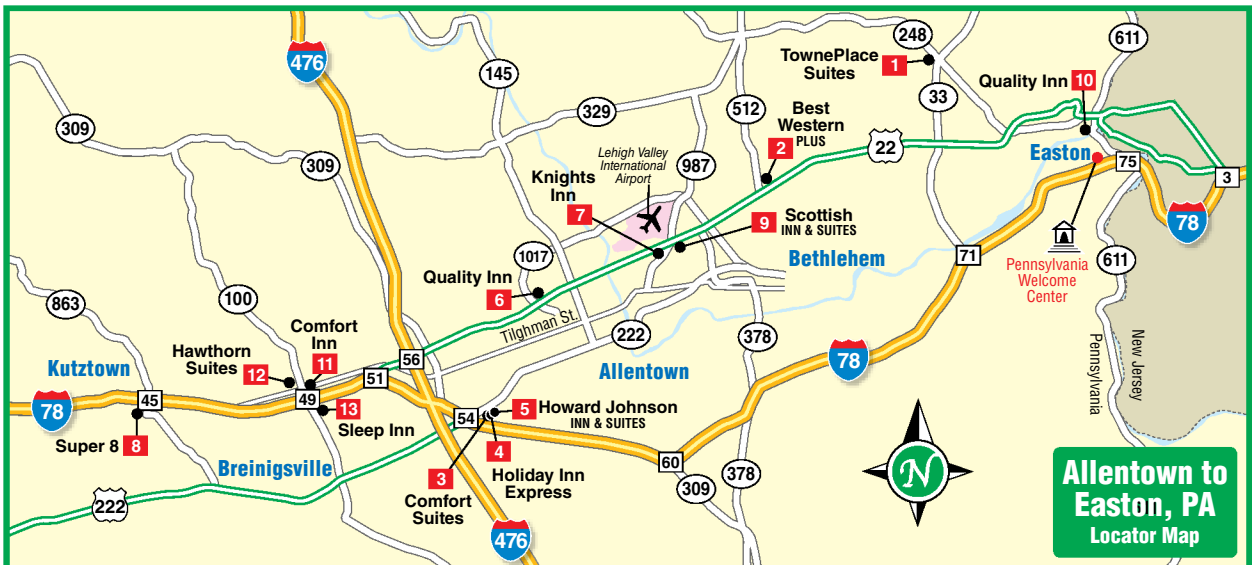 476
248
611
TownePlace
Suites
1
Quality Inn
10
145
33
512
329
309
309
Best
Western
PLUS
2
22
Easton
75
3
987
Lehigh Valley
International
Airport
Knights
Inn
7
9
Scottish
INN & SUITES
78
Bethlehem
71
Pennsylvania
Welcome
Center
611
1017
Quality Inn
6
863
100
Tilghman St.
222
378
Comfort
Inn
11
Hawthorn
Suites
12
56
51
Kutztown
Allentown
78
Pennsylvania
New Jersey
78
45
49
13
Sleep Inn
54
5
Howard Johnson
INN & SUITES
Super 8
8
4
Holiday Inn
Express
3
Comfort
Suites
Breinigsville
60
309
378
222
476
N
Allentown to
Easton, PA
Locator Map